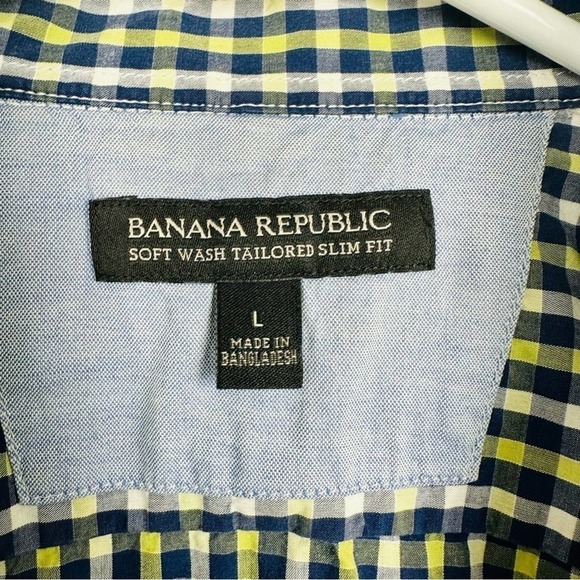 BANANA REPUBLIC
SOFT WASH TAILORED SLIM FIT
L
MADE IN
BANGLADESH